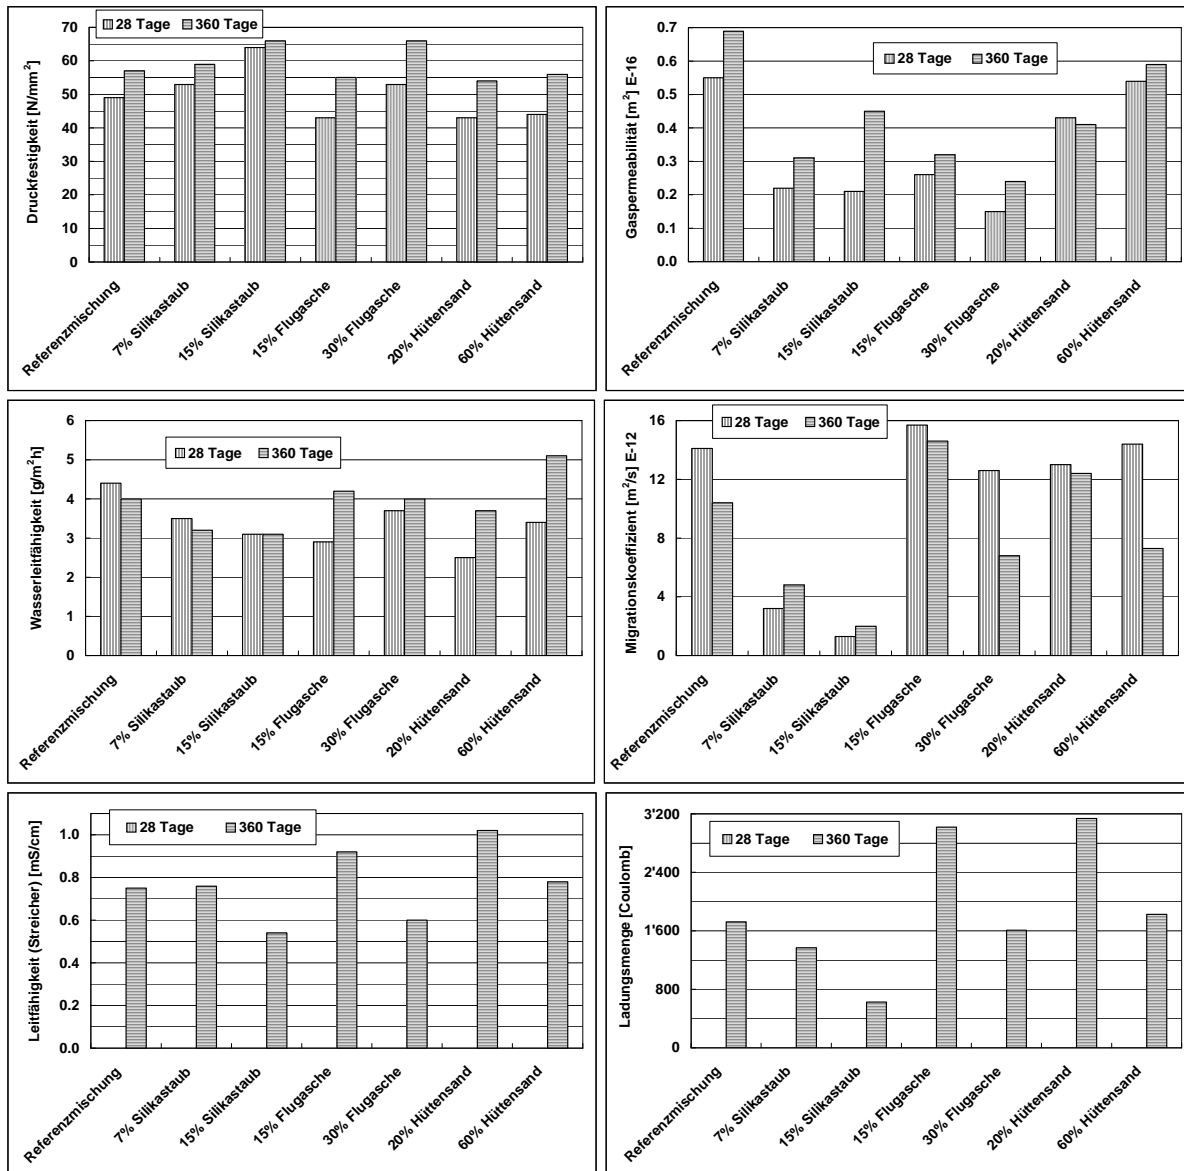 Druckfestigkeit [N/mm²]
28 Tage 360 Tage
70
60
50
40
30
20
10
0
Referenzmischung
7% Silikastaub
15% Silikastaub
15% Flugasche
30% Flugasche
20% Hüttensand
60% Hüttensand
Gaspermeabilität [m²] E-16
28 Tage 360 Tage
0.7
0.6
0.5
0.4
0.3
0.2
0.1
0.0
Referenzmischung
7% Silikastaub
15% Silikastaub
15% Flugasche
30% Flugasche
20% Hüttensand
60% Hüttensand
Wasserleitfähigkeit [g/m²h]
28 Tage 360 Tage
6
5
4
3
2
1
0
Referenzmischung
7% Silikastaub
15% Silikastaub
15% Flugasche
30% Flugasche
20% Hüttensand
60% Hüttensand
Migrationskoeffizient [m²/s] E-12
28 Tage 360 Tage
16
12
8
4
0
Referenzmischung
7% Silikastaub
15% Silikastaub
15% Flugasche
30% Flugasche
20% Hüttensand
60% Hüttensand
Leitfähigkeit (Streicher) [mS/cm]
28 Tage 360 Tage
1.0
0.8
0.6
0.4
0.2
0.0
Referenzmischung
7% Silikastaub
15% Silikastaub
15% Flugasche
30% Flugasche
20% Hüttensand
60% Hüttensand
Ladungsmenge [Coulomb]
28 Tage 360 Tage
3'200
2'400
1'600
800
0
Referenzmischung
7% Silikastaub
15% Silikastaub
15% Flugasche
30% Flugasche
20% Hüttensand
60% Hüttensand